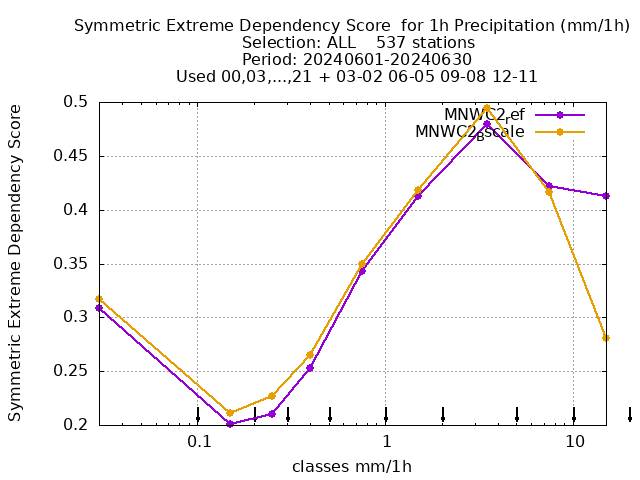 Symmetric Extreme Dependency Score  for 1h Precipitation (mm/1h)
Selection: ALL    537 stations
Period: 20240601-20240630
Used 00,03,...,21 + 03-02 06-05 09-08 12-11
Symmetric Extreme Dependency Score
0.5
0.45
0.4
0.35
0.3
0.25
0.2
MNWC2ref
MNWC2Bscale
0.1
1
10
classes mm/1h